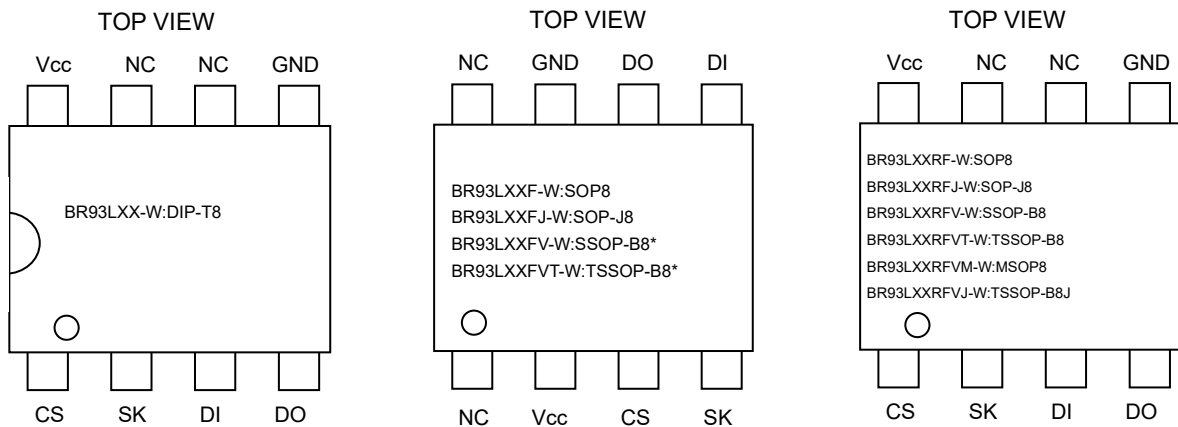 TOP VIEW
Vcc NC NC GND
BR93LXX-W:DIP-T8
CS SK DI DO
TOP VIEW
NC GND DO DI
BR93LXXF-W:SOP8
BR93LXXFJ-W:SOP-J8
BR93LXXFV-W:SSOP-B8*
BR93LXXFVT-W:TSSOP-B8*
NC Vcc CS SK
TOP VIEW
Vcc NC NC GND
BR93LXXRF-W:SOP8
BR93LXXRFJ-W:SOP-J8
BR93LXXRFV-W:SSOP-B8
BR93LXXRFVT-W:TSSOP-B8
BR93LXXRFVM-W:MSOP8
BR93LXXRFVJ-W:TSSOP-B8J
CS SK DI DO